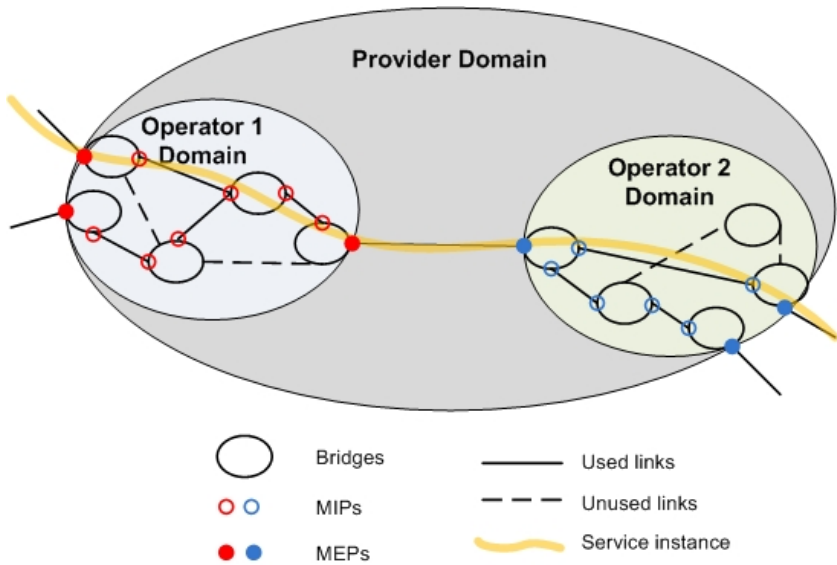 Provider Domain
Operator 1
Domain
Operator 2
Domain
Bridges
Used links
MIPs
Unused links
MEPs
Service instance